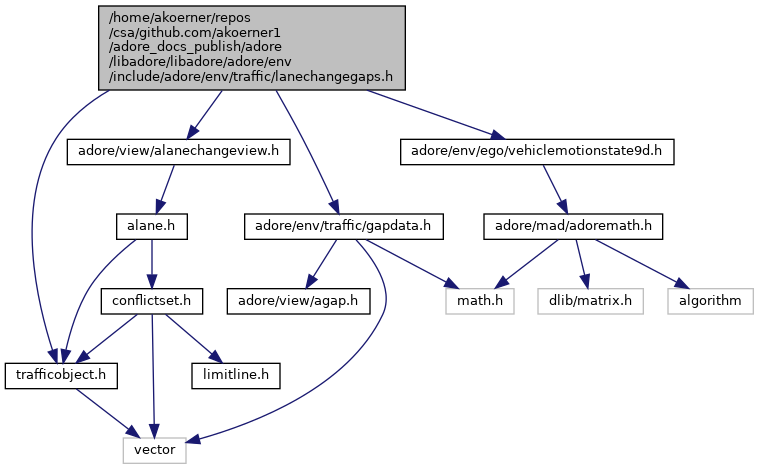 /home/akoerner/repos
/csa/github.com/akoerner1
/adore_docs_publish/adore
/libadore/libadore/adore/env
/include/adore/env/traffic/lanechangegaps.h
adore/view/alanechangeview.h
adore/env/ego/vehiclemotionstate9d.h
alane.h
adore/env/traffic/gapdata.h
adore/mad/adoremath.h
conflictset.h
adore/view/agap.h
math.h
dlib/matrix.h
algorithm
trafficobject.h
limitline.h
vector